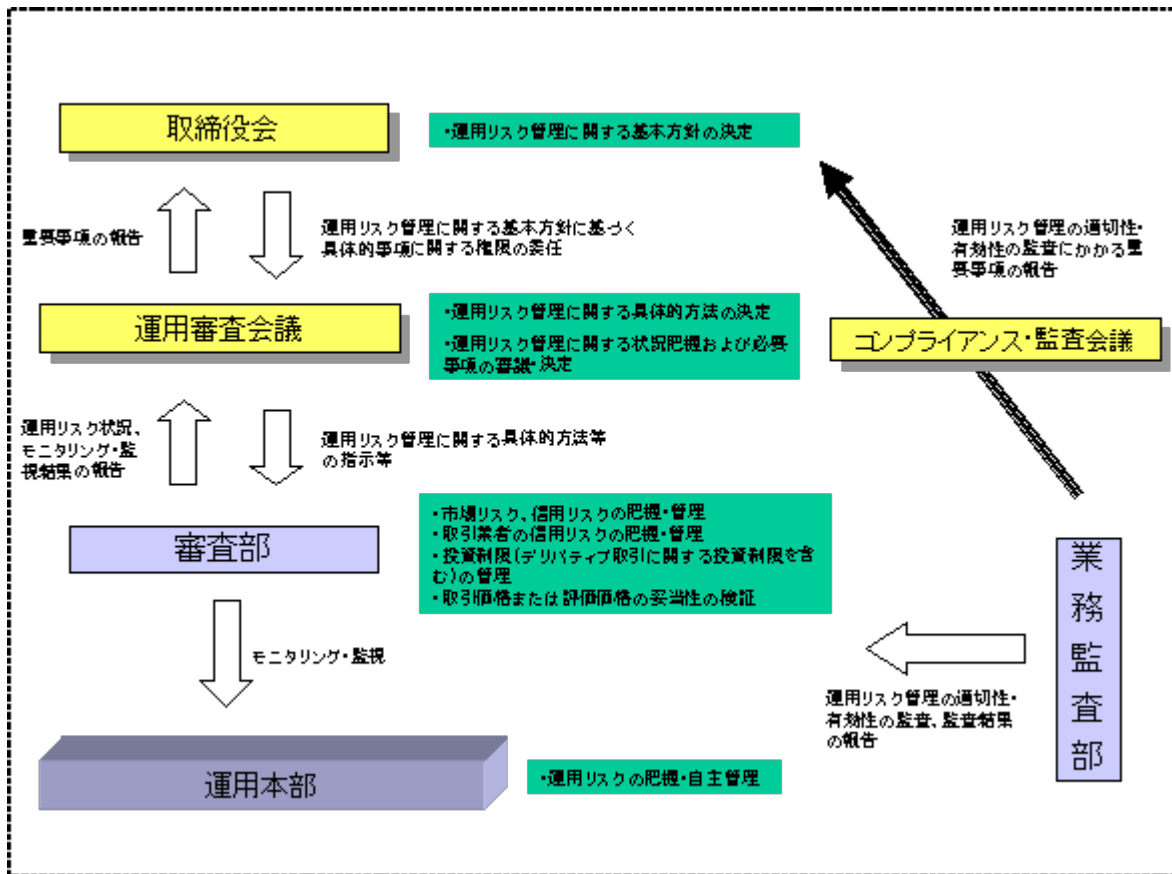 取締役会
・運用リスク管理に関する基本方針の決定
重要事項の報告
運用リスク管理に関する基本方針に基づく
具体的事項に関する権限の委任
運用リスク管理の適切性・
有効性の監査にかかる重
要事項の報告
運用審査会議
・運用リスク管理に関する具体的方法の決定
・運用リスク管理に関する状況把握および必要
事項の審議・決定
コンプライアンス・監査会議
運用リスク状況、
モニタリング・監
視結果の報告
運用リスク管理に関する具体的方法等
の指示等
審査部
・市場リスク、信用リスクの把握・管理
・取引業者の信用リスクの把握・管理
・投資制限(デリバティブ取引に関する投資制限を含
む)の管理
・取引価格または評価価格の妥当性の検証
業務監査部
モニタリング・監視
運用リスク管理の適切性・
有効性の監査、監査結果
の報告
運用本部
・運用リスクの把握・自主管理